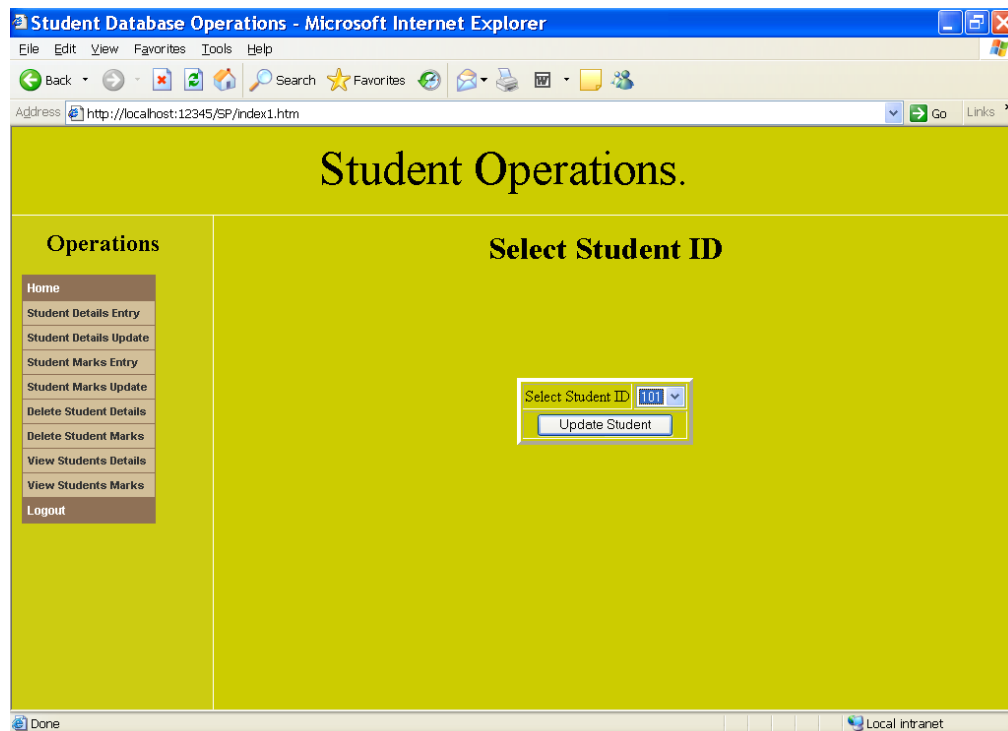 Student Database Operations - Microsoft Internet Explorer
File Edit View Favorites Tools Help
Back Search Favorites
Address http://localhost:12345/SP/index1.htm Go Links
Student Operations.
Operations
Home
Student Details Entry
Student Details Update
Student Marks Entry
Student Marks Update
Delete Student Details
Delete Student Marks
View Students Details
View Students Marks
Logout
Select Student ID
Select Student ID 101
Update Student
Done Local intranet